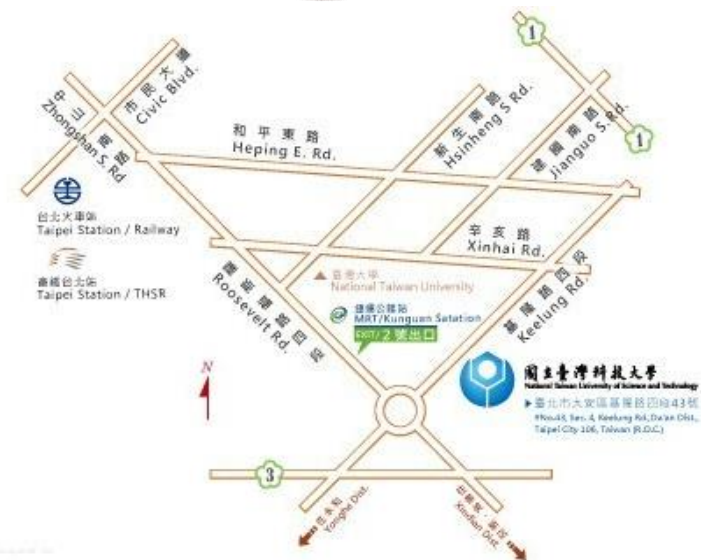 1
市民大道
Civic Blvd.
中山南路
Zhongshan S. Rd
和平東路
Heping E. Rd.
新生南路
Hsinheng S Rd.
建國南路
Jianguo S. Rd.
1
台北火車站
Taipei Station / Railway
高鐵台北站
Taipei Station / THSR
辛亥路
Xinhai Rd.
羅斯福路四段
Roosevelt Rd.
臺灣大學
National Taiwan University
捷運公館站
MRT/Kunguan Satation
EXIT/2 號出口
基隆路四段
Keelung Rd.
N
國立臺灣科技大學
National Taiwan University of Science and Technology
臺北市大安區基隆路四段43號
#No.43, Sec. 4, Keelung Rd., Da'an Dist.,
Taipei City 106, Taiwan (R.O.C.)
3
往永和
Yonghe Dist.
Xindian Dist.